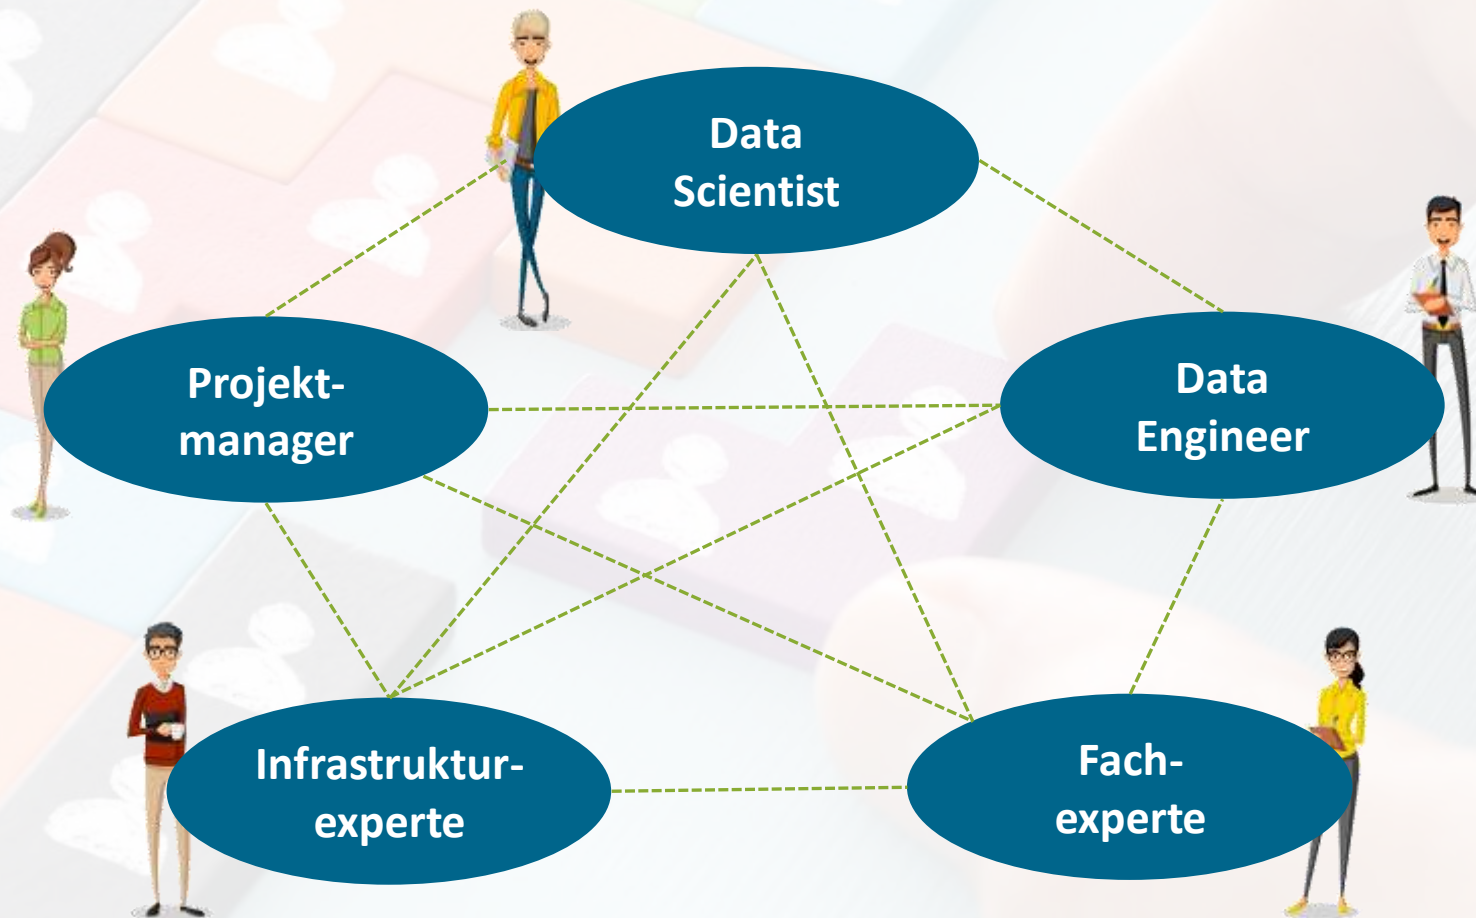 Data
Scientist
Projekt-
manager
Data
Engineer
Infrastruktur-
experte
Fach-
experte